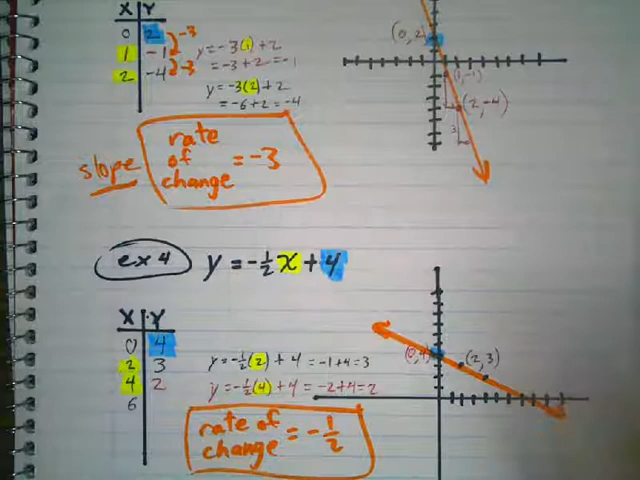 X Y
0 2 -3
1 -1 -3
2 -4
y = -3(1) + 2
= -3 + 2 = -1
y = -3(2) + 2
= -6 + 2 = -4
(0, 2)
(1, -1)
(2, -4)
3
slope
rate
of = -3
change
ex 4 y = -1/2 x + 4
X Y
0 4
2 3
4 2
6
y = -1/2(2) + 4 = -1 + 4 = 3
y = -1/2(4) + 4 = -2 + 4 = 2
rate of
change = -1/2
(0, 4)
(2, 3)